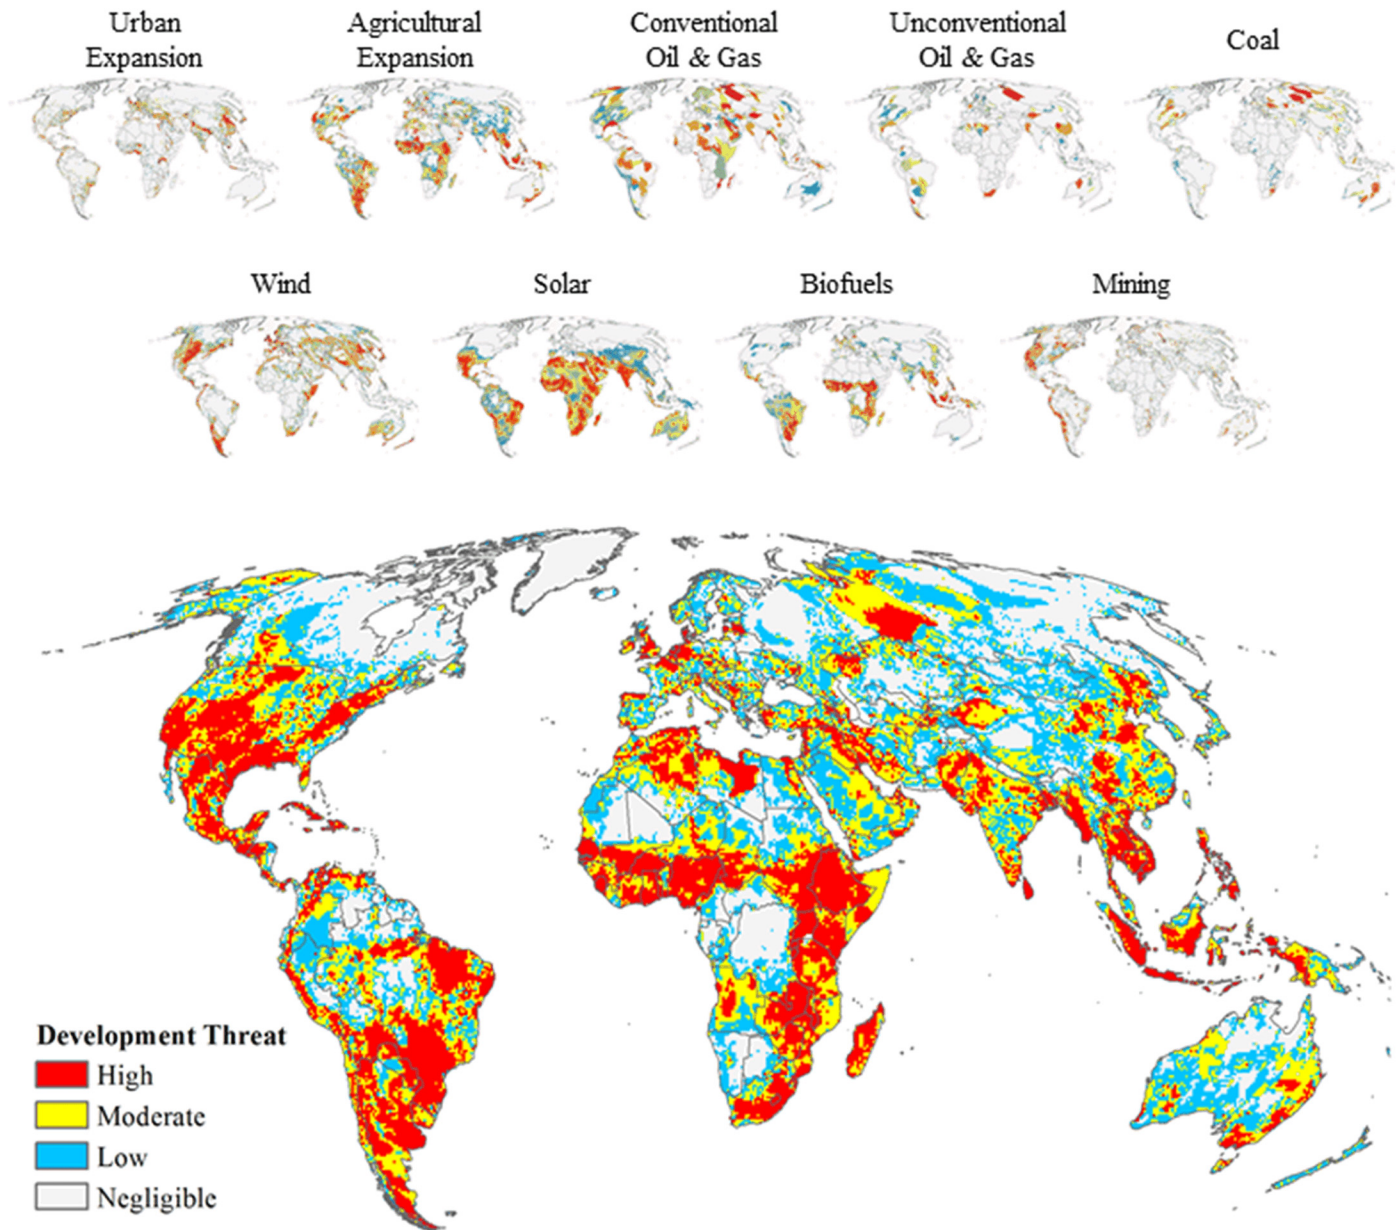 Urban
Expansion
Agricultural
Expansion
Conventional
Oil & Gas
Unconventional
Oil & Gas
Coal
Wind
Solar
Biofuels
Mining
Development Threat
High
Moderate
Low
Negligible